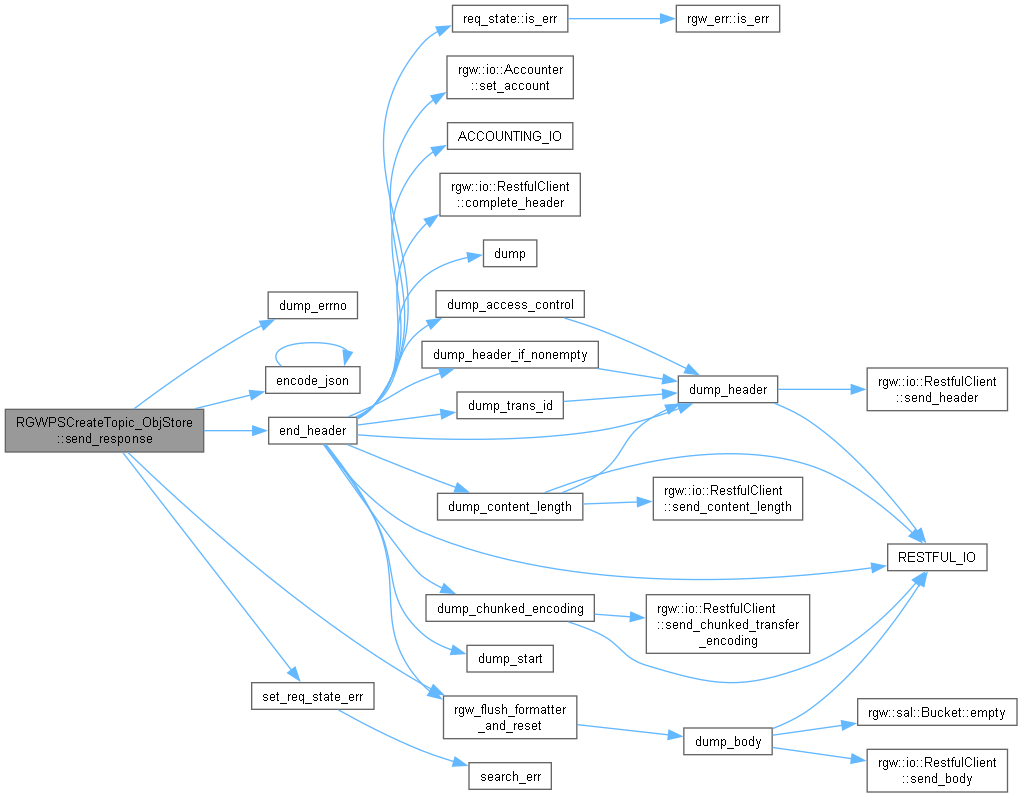 req_state::is_err
rgw_err::is_err
rgw::io::Accounter
::set_account
ACCOUNTING_IO
rgw::io::RestfulClient
::complete_header
dump
dump_errno
dump_access_control
dump_header_if_nonempty
encode_json
dump_header
rgw::io::RestfulClient
::send_header
dump_trans_id
RGWPSCreateTopic_ObjStore
::send_response
end_header
dump_content_length
rgw::io::RestfulClient
::send_content_length
RESTFUL_IO
dump_chunked_encoding
rgw::io::RestfulClient
::send_chunked_transfer
_encoding
dump_start
set_req_state_err
rgw_flush_formatter
_and_reset
rgw::sal::Bucket::empty
dump_body
search_err
rgw::io::RestfulClient
::send_body